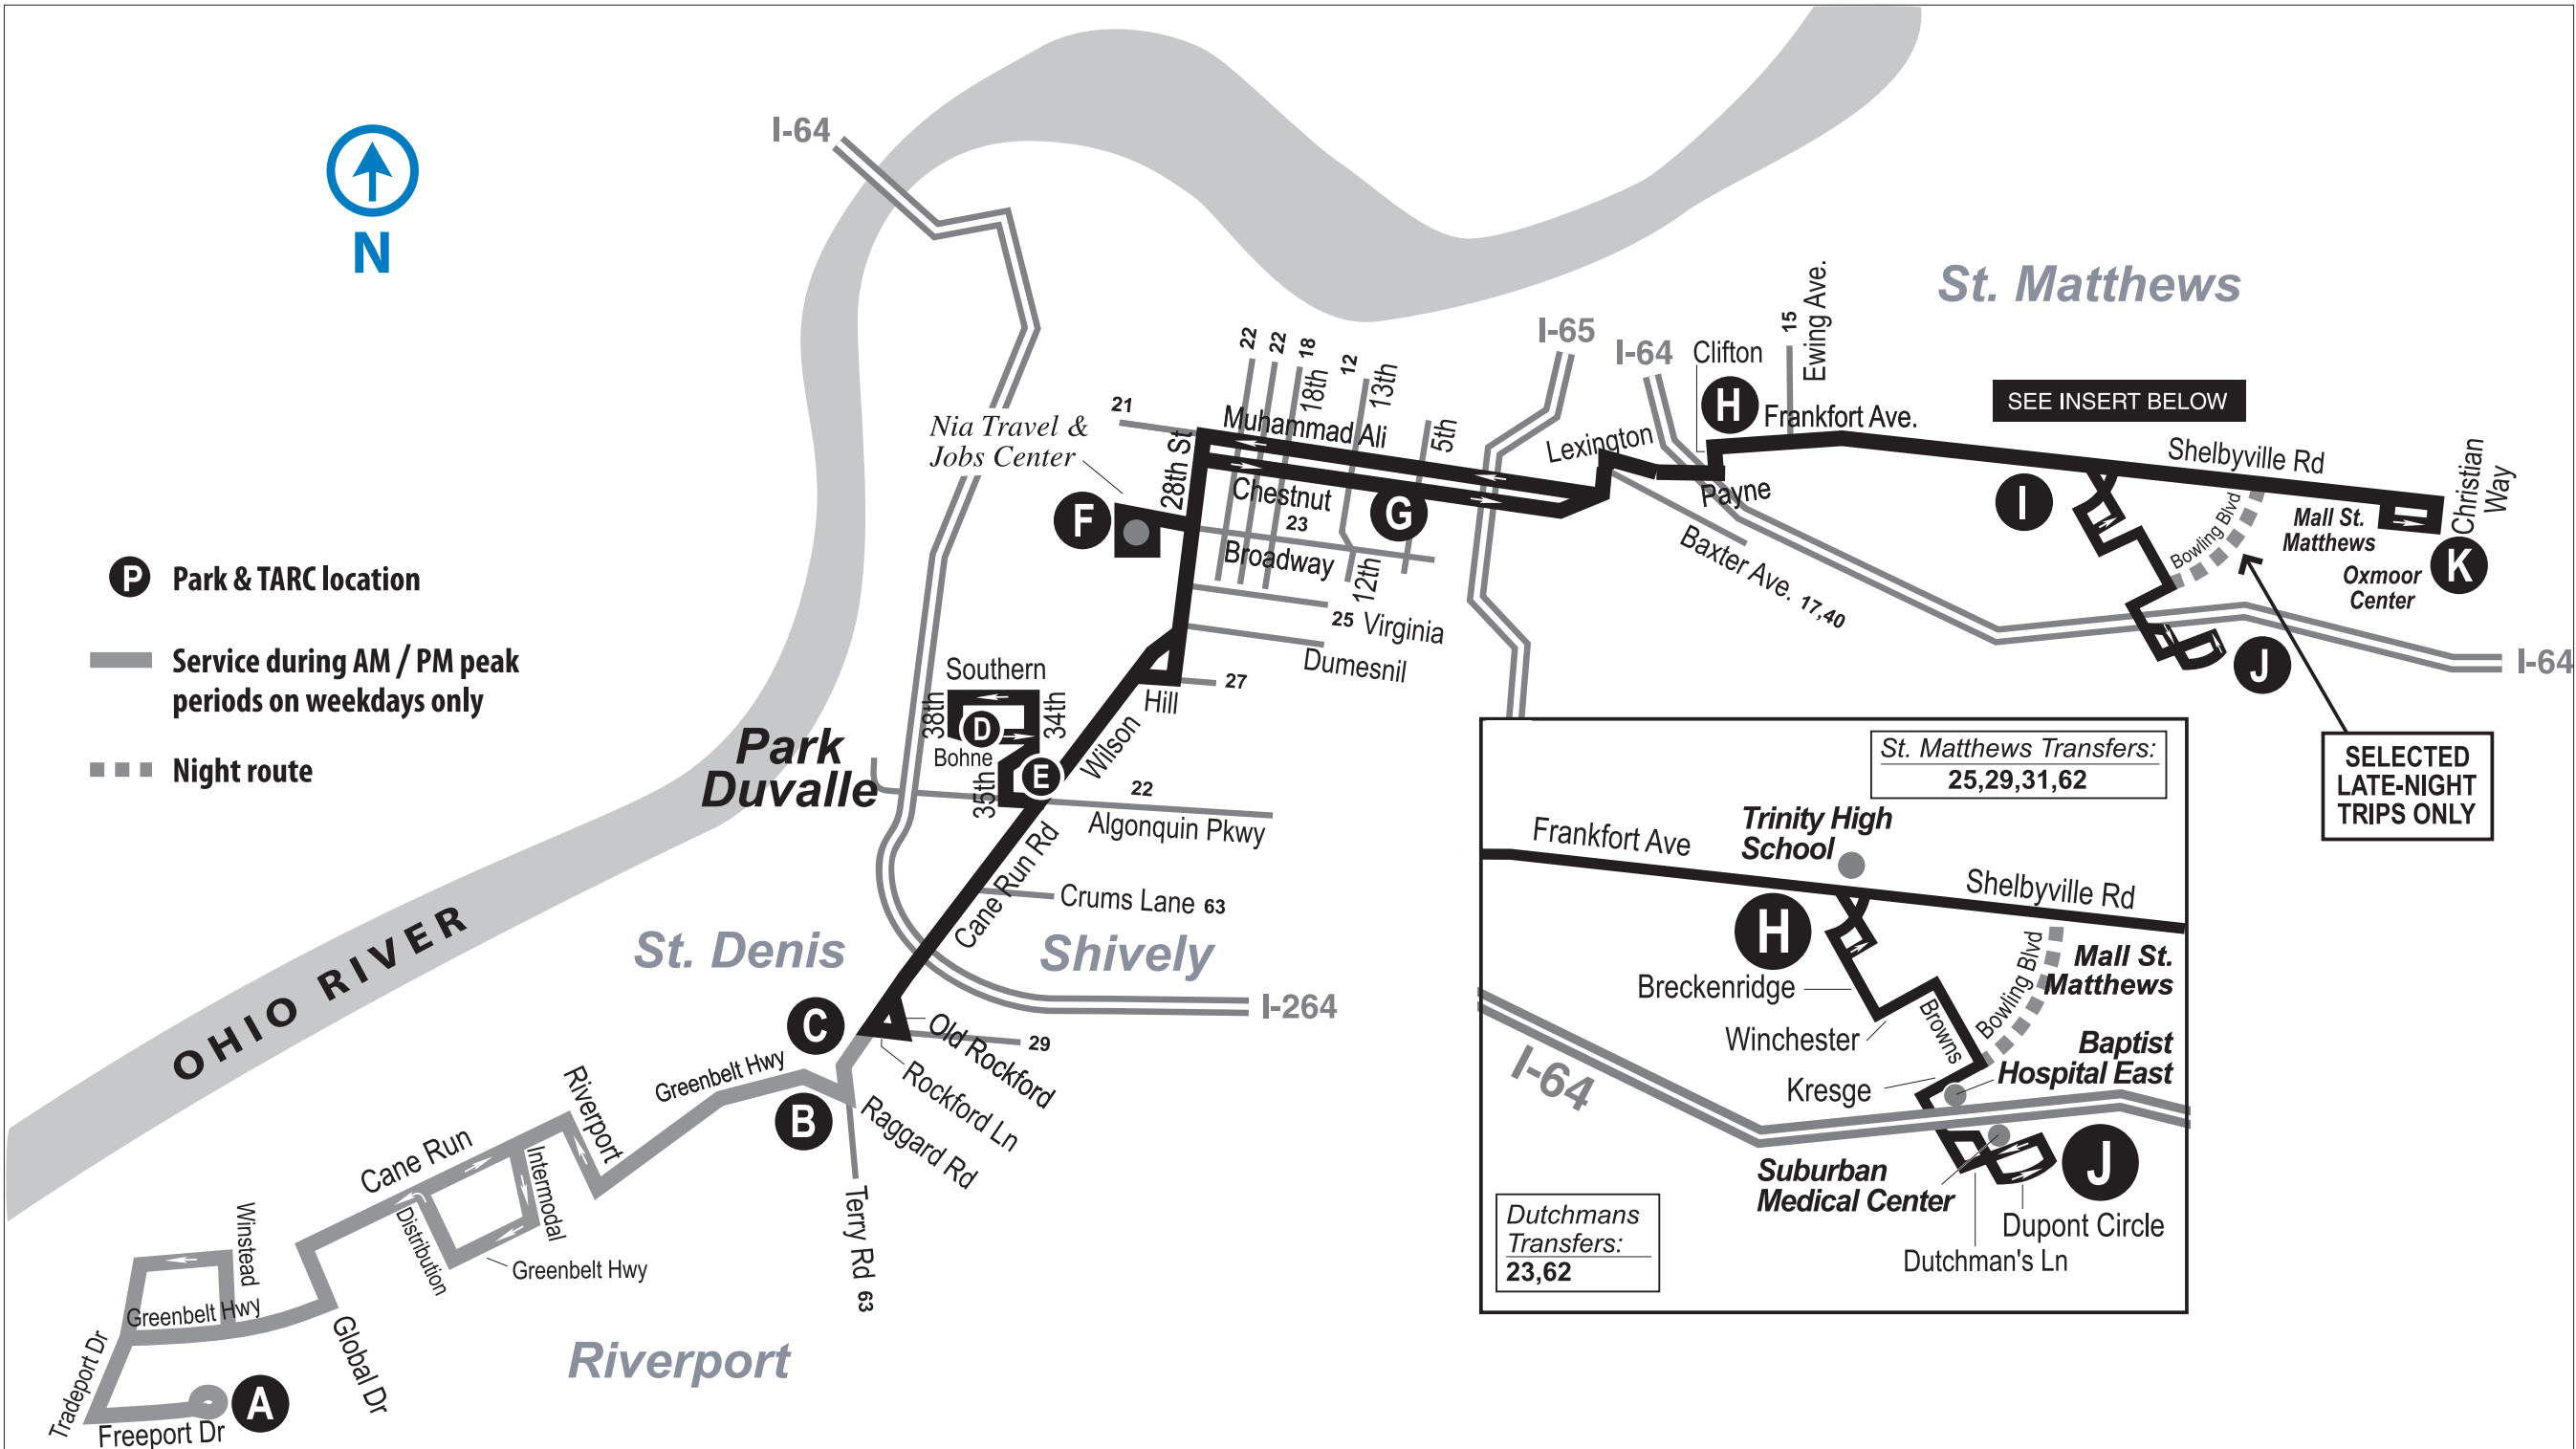 I-64
N
St. Matthews
22
22
18
12
18th
13th
5th
I-65
I-64
Clifton
15
Ewing Ave.
H
Frankfort Ave.
SEE INSERT BELOW
21
Nia Travel &
Jobs Center
Muhammad Ali
28th St
Lexington
Shelbyville Rd
Christian
Way
F
Chestnut
G
Payne
I
Bowling Blvd
Mall St.
Matthews
23
Broadway
12th
Baxter Ave. 17,40
Oxmoor
Center
K
P
Park & TARC location
25 Virginia
Dumesnil
J
I-64
Service during AM / PM peak
periods on weekdays only
Southern
38th
D
34th
Bohne
Hill
27
Wilson
Park
Duvalle
E
35th
22
Algonquin Pkwy
Night route
SELECTED
LATE-NIGHT
TRIPS ONLY
Cane Run Rd
Crums Lane 63
OHIO RIVER
St. Denis
Shively
I-264
C
Old Rockford
29
Rockford Ln
Greenbelt Hwy
B
Raggard Rd
Riverport
Cane Run
Intermodal
Distribution
Greenbelt Hwy
Terry Rd 63
Winstead
Greenbelt Hwy
Global Dr
Riverport
Tradeport Dr
A
Freeport Dr
St. Matthews Transfers:
25,29,31,62
Frankfort Ave
Trinity High
School
Shelbyville Rd
H
Bowling Blvd
Mall St.
Matthews
Breckenridge
Browns
Winchester
Baptist
Hospital East
I-64
Kresge
Suburban
Medical Center
J
Dutchmans
Transfers:
23,62
Dupont Circle
Dutchman's Ln